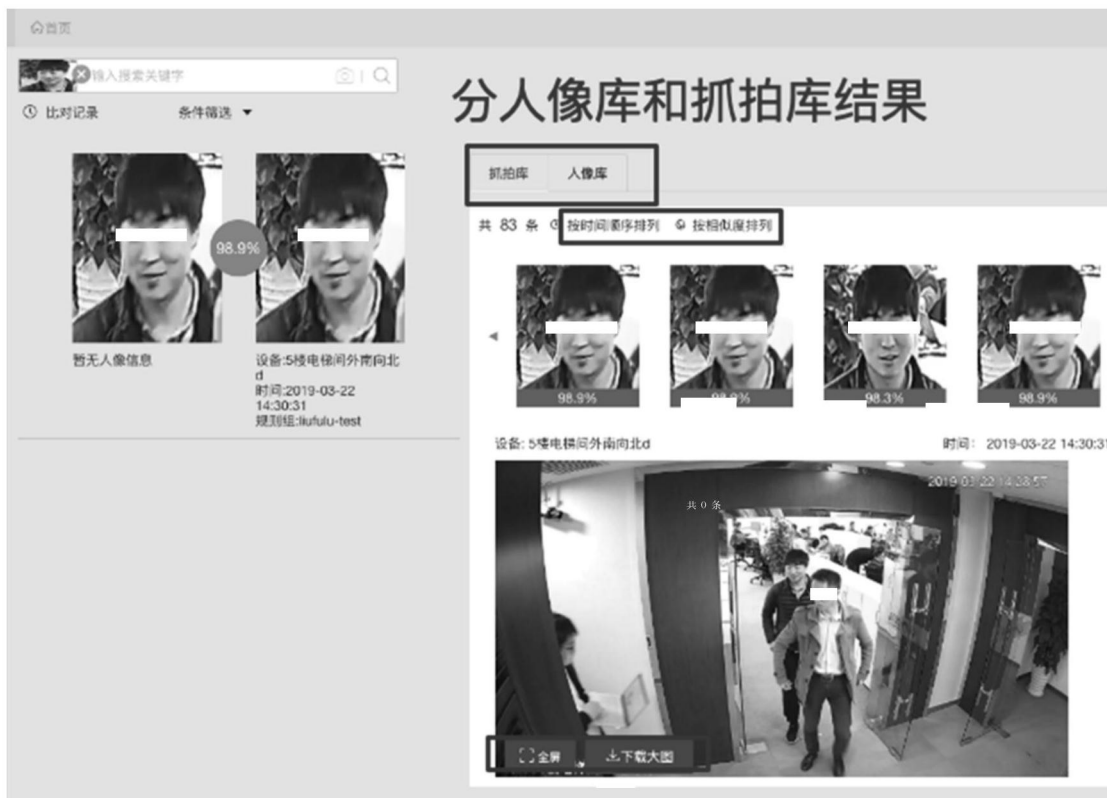 首页
输入搜索关键字
比对记录 条件筛选
98.9%
暂无人像信息
设备:5楼电梯间外南向北
d
时间:2019-03-22
14:30:31
规则组:liufulu-test
分人像库和抓拍库结果
抓拍库 人像库
共 83 条 按时间顺序排列 按相似度排列
98.9% 98.9% 98.3% 98.9%
设备: 5楼电梯间外南向北d 时间: 2019-03-22 14:30:31
2019-03-22 14:28:57
共 0 条
全屏 下载大图